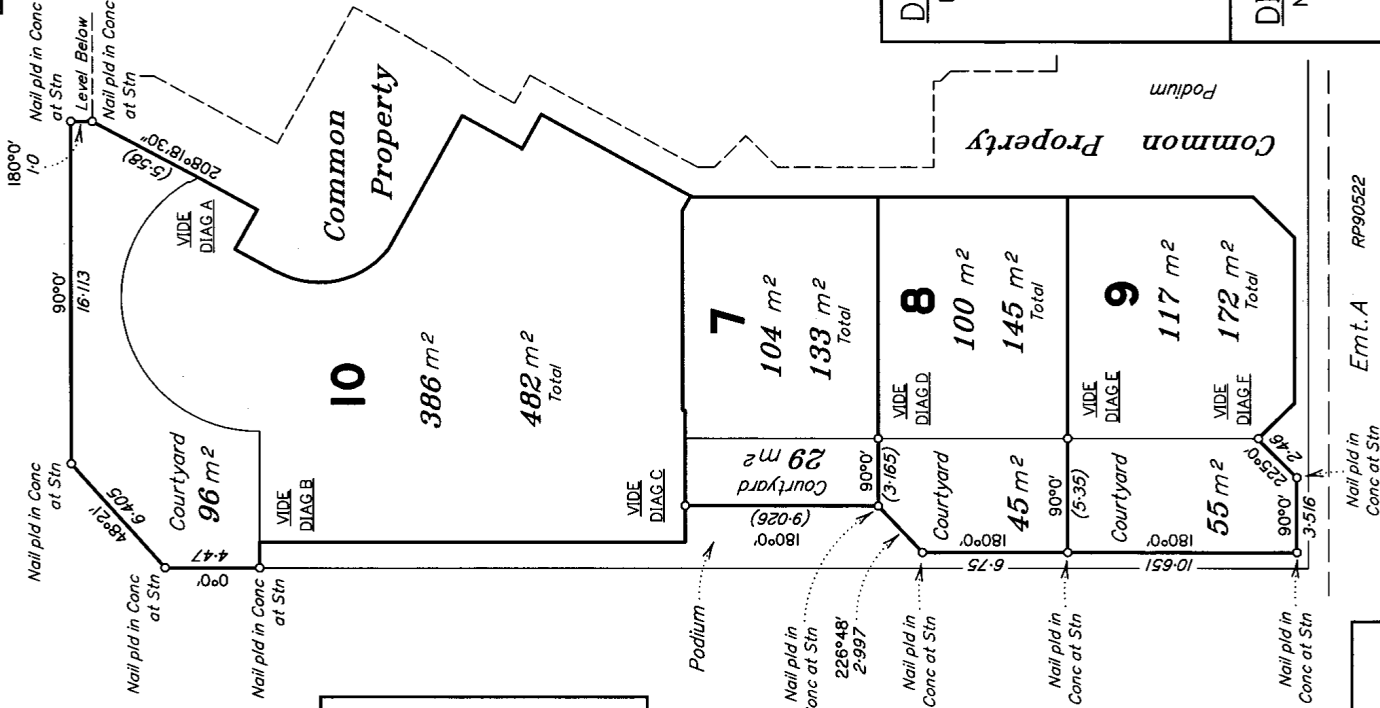 180°0'
1·0
Nail pld in Conc
at Stn
Level Below
Nail pld in Conc
at Stn
90°0'
16·113
208°18'30"
(5·58)
VIDE
DIAG A
Common
Property
Nail pld in Conc
at Stn
48°21'
6·405
Courtyard
96 m²
Nail pld in Conc
at Stn
0°0'
4·47
Nail pld in Conc
at Stn
VIDE
DIAG B
10
386 m²
482 m²
Total
VIDE
DIAG C
Podium
180°0'
(9·026)
Courtyard
29 m²
7
104 m²
133 m²
Total
Nail pld in
Conc at Stn
226°48'
2·997
90°0'
(3·165)
VIDE
DIAG D
8
100 m²
145 m²
Total
Courtyard
45 m²
180°0'
6·75
Nail pld in
Conc at Stn
90°0'
(5·35)
Nail pld in
Conc at Stn
VIDE
DIAG E
9
117 m²
172 m²
Total
VIDE
DIAG F
Courtyard
55 m²
180°0'
10·651
225°0'
2·46
90°0'
3·516
Nail pld in
Conc at Stn
Nail pld in
Conc at Stn
Common Property
Podium
Emt. A
RP90522